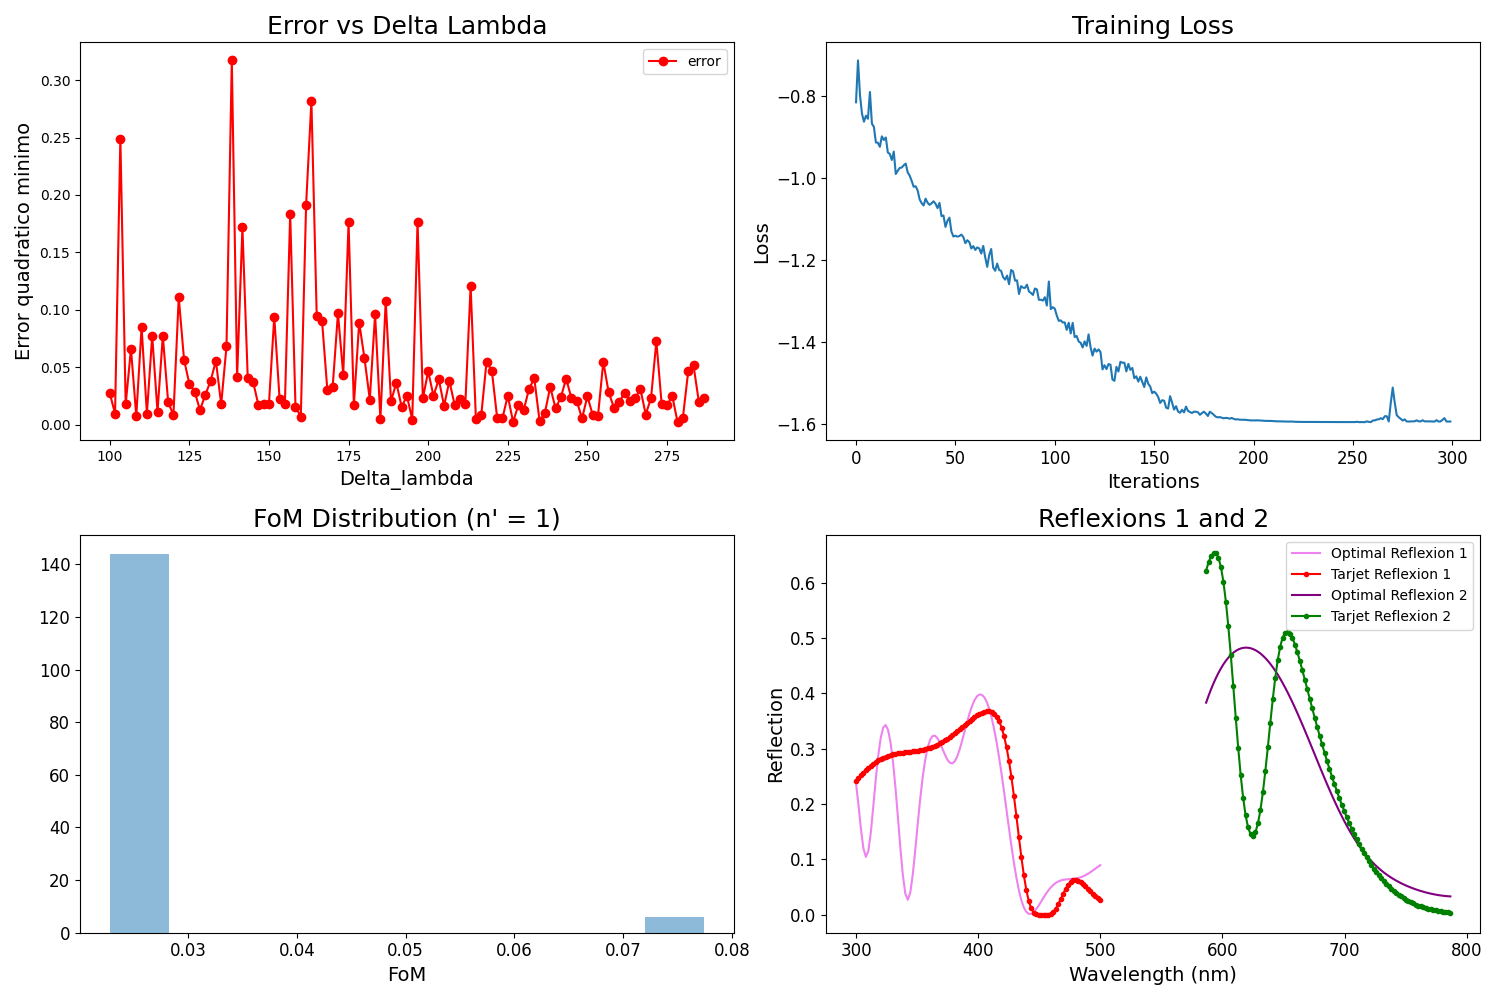 Error vs Delta Lambda
error
Error quadratico minimo
0.30
0.25
0.20
0.15
0.10
0.05
0.00
100 125 150 175 200 225 250 275
Delta_lambda
Training Loss
Loss
−0.8
−1.0
−1.2
−1.4
−1.6
0 50 100 150 200 250 300
Iterations
FoM Distribution (n' = 1)
140
120
100
80
60
40
20
0
0.03 0.04 0.05 0.06 0.07 0.08
FoM
Reflexions 1 and 2
Optimal Reflexion 1
Tarjet Reflexion 1
Optimal Reflexion 2
Tarjet Reflexion 2
Reflection
0.6
0.5
0.4
0.3
0.2
0.1
0.0
300 400 500 600 700 800
Wavelength (nm)